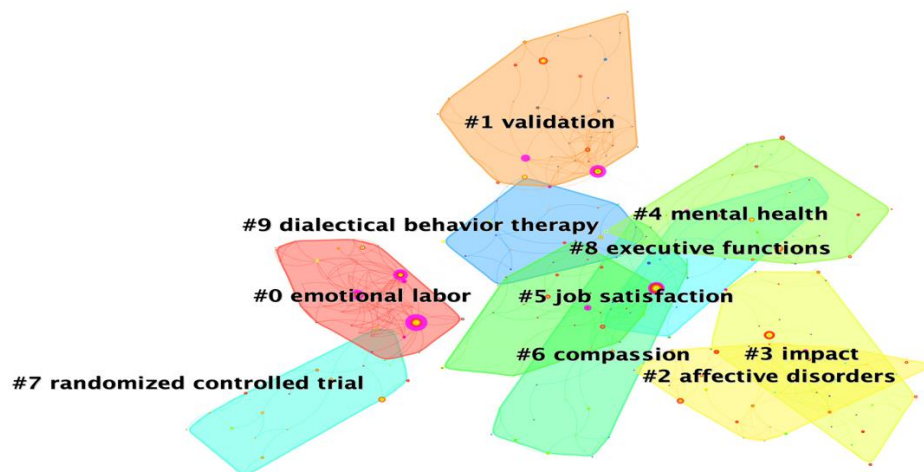 #1 validation
#4 mental health
#9 dialectical behavior therapy
#8 executive functions
#0 emotional labor
#5 job satisfaction
#6 compassion
#3 impact
#2 affective disorders
#7 randomized controlled trial